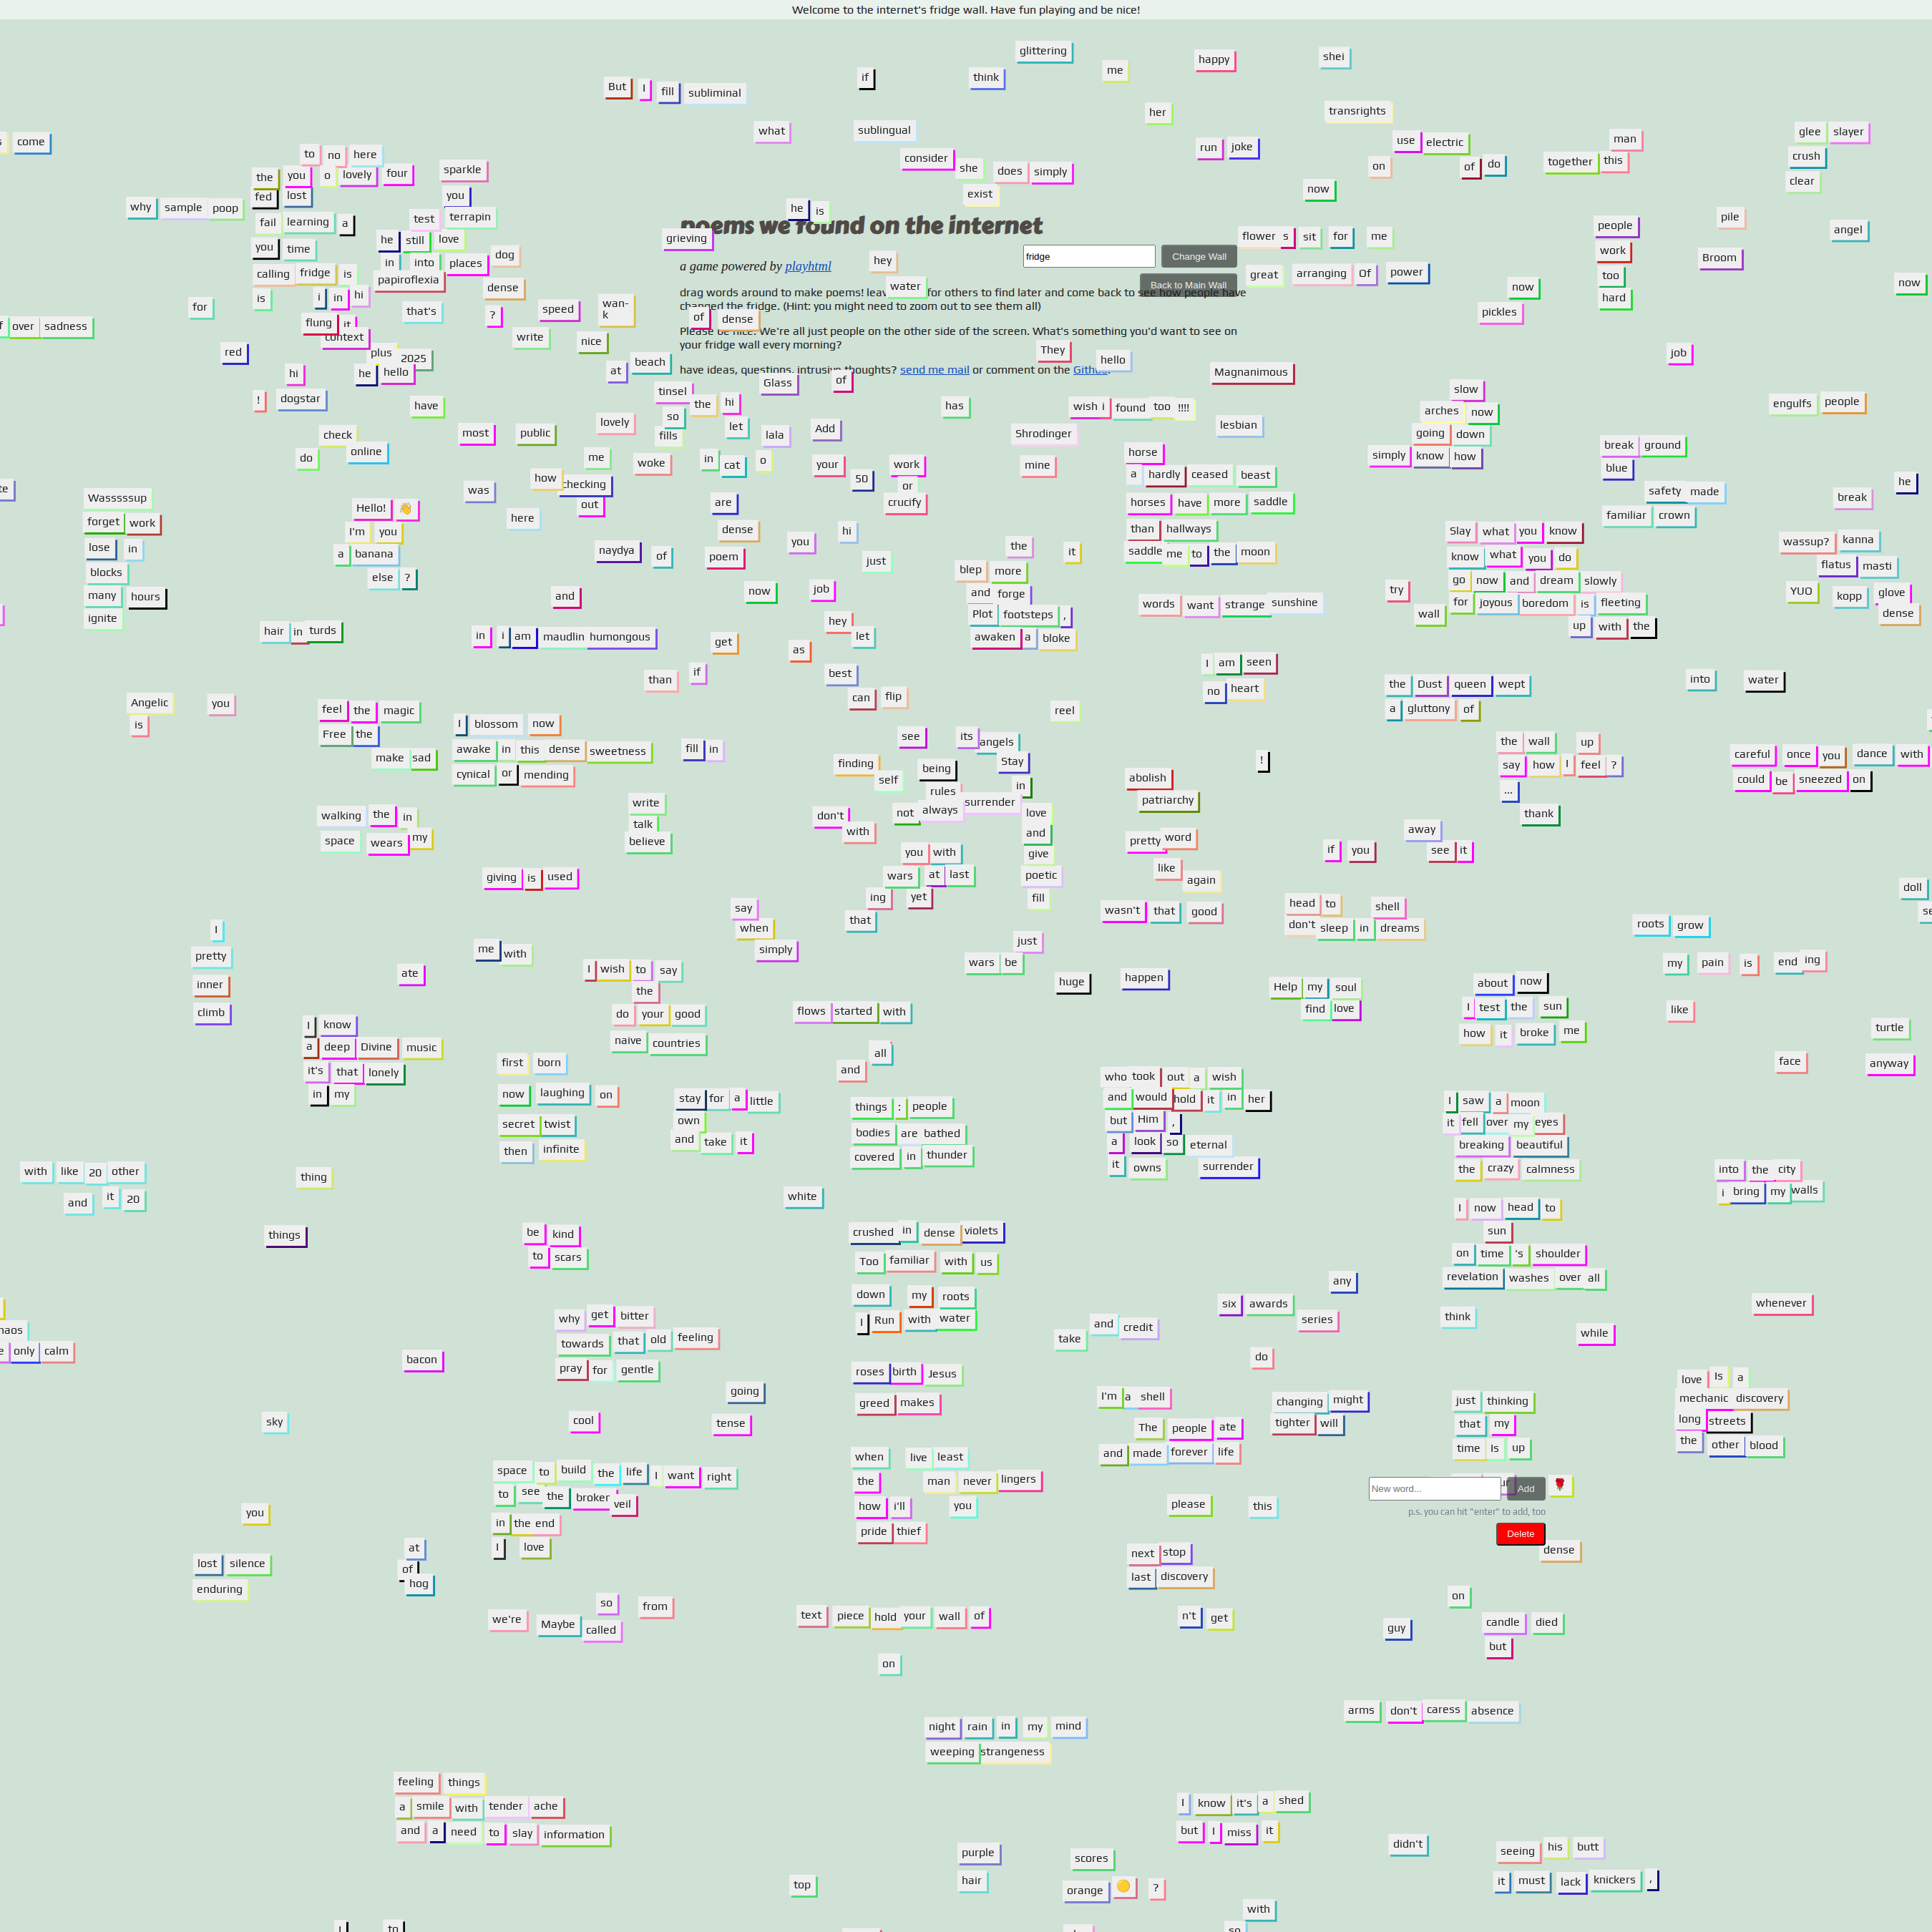 Welcome to the internet's fridge wall. Have fun playing and be nice!
glittering
happy
shei
me
if
think
But I fill subliminal
her
transrights
what
sublingual
come
run joke
use electric
man
glee slayer
crush
clear
to no here
consider she does simply
exist
on
of do
together this
the you o lovely four
sparkle
fed lost
you
now
why sample poop
fail learning a
test terrapin
he is
poems we found on the internet
people
work
too
hard
pile
angel
you time
he still love
grieving
flower s sit for me
fridge
Change Wall
a game powered by playhtml
hey
in into places
dog
calling fridge is
papiroflexia
great arranging Of power
Broom
Back to Main Wall
water
drag words around to make poems! for others to find later and come back to see how people have
changed the fridge. (Hint: you might need to zoom out to see them all)
dense
is
i in hi
now
now
for
that's
?
speed
wan-
k
of dense
pickles
over sadness
flung it
context
write
nice
Please be nice. We're all just people on the other side of the screen. What's something you'd want to see on
your fridge wall every morning?
red
plus 2025
at beach
They
hello
job
have ideas, questions, intrusive thoughts? send me mail or comment on the
hi
he hello
Glass
of
Magnanimous
! dogstar
tinsel
the hi
so
let
fills
slow
arches now
going down
simply know how
engulfs people
have
has
wish i found too !!!!
check
online
do
most
public
lovely
lala
Add
Shrodinger
lesbian
break ground
blue
me
woke
in cat o
your
50
work
or
crucify
mine
horse
a hardly ceased beast
horses have more saddle
than hallways
saddle me to the moon
safety made
familiar crown
break
he
how
checking
out
was
here
are
dense
Wasssssup
forget work
lose in
blocks
many hours
ignite
Hello! 👋
I'm you
a banana
else ?
naydya of
poem
you
hi
just
the
it
Slay what you know
know what you do
go now and dream slowly
for joyous boredom is fleeting
up with the
wassup? kanna
flatus masti
YUO kopp glove
dense
blep more
and forge
Plot footsteps ,
awaken a bloke
and
now
job
try
wall
words want strange sunshine
hey
let
hair in turds
in i am maudlin humongous
get
as
best
can flip
I am seen
no heart
than
if
into
water
the Dust queen wept
a gluttony of
Angelic
is
you
feel the magic
Free the
make sad
I blossom now
awake in this dense sweetness
cynical or mending
fill in
reel
see
its angels
Stay
in
finding
self
being
rules
not always surrender
the wall up
say how I feel ?
...
thank
careful once you dance with
could be sneezed on
!
abolish
patriarchy
walking the in
space wears my
write
talk
believe
don't
with
love
and
give
poetic
fill
pretty word
like
again
away
if you
see it
you with
wars at last
ing yet
that
giving is used
doll
say
when
simply
wasn't that good
head to
shell
don't sleep in dreams
roots grow
I
pretty
inner
climb
me with
just
wars be
my pain is end ing
ate
I wish to say
the
do your good
naive countries
huge
happen
Help my soul
find love
about now
I test the sun
how it broke me
like
flows started with
turtle
I know
a deep Divine music
it's that lonely
in my
first born
now laughing on
secret twist
then infinite
all
and
face
anyway
who took out a wish
and would hold it in her
but Him ,
a look so eternal
it owns surrender
stay for a little
own
and take it
things : people
bodies are bathed
covered in thunder
I saw a moon
it fell over my eyes
breaking beautiful
the crazy calmness
with like 20 other
and it 20
thing
white
into the city
i bring my walls
things
be kind
to scars
crushed in dense violets
Too familiar with us
down my roots
I Run with water
I now head to
sun
on time 's shoulder
revelation washes over all
any
six awards
series
whenever
why get bitter
towards that old feeling
pray for gentle
take
and credit
think
while
only calm
bacon
do
roses birth Jesus
greed makes
love Is a
mechanic discovery
long streets
the other blood
going
tense
sky
cool
I'm a shell
The people ate
and made forever life
changing might
tighter will
just thinking
that my
time Is up
when live least
the man never lingers
how i'll you
pride thief
space to build the life I want right
to see the broker veil
in the end
I love
New word...
Add
🌹
p.s. you can hit "enter" to add, too
Delete
dense
you
please
this
at
of
hog
lost silence
enduring
next stop
last discovery
on
we're
Maybe
so
called
from
text piece hold your wall of
n't get
guy
candle died
but
on
arms don't caress absence
night rain in my mind
weeping strangeness
feeling things
a smile with tender ache
and a need to slay information
I know it's a shed
but I miss it
didn't
seeing his butt
it must lack knickers ,
purple
hair
scores
orange 🟡 ?
top
with
so
I
to